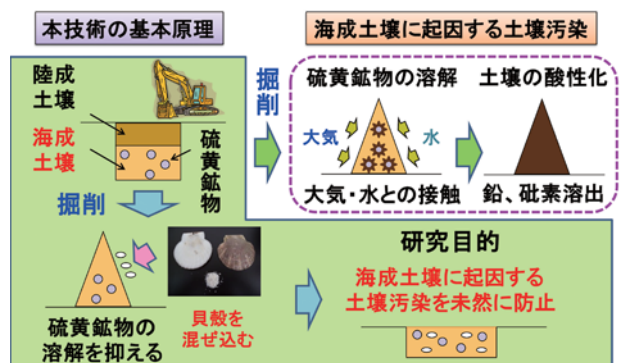 本技術の基本原理
海成土壌に起因する土壌汚染
陸成
土壌
海成
土壌
硫黄鉱物
掘削
掘削
硫黄鉱物の溶解
大気
水
大気・水との接触
土壌の酸性化
鉛、砒素溶出
硫黄鉱物の
溶解を抑える
貝殻を
混ぜ込む
研究目的
海成土壌に起因する
土壌汚染を未然に防止